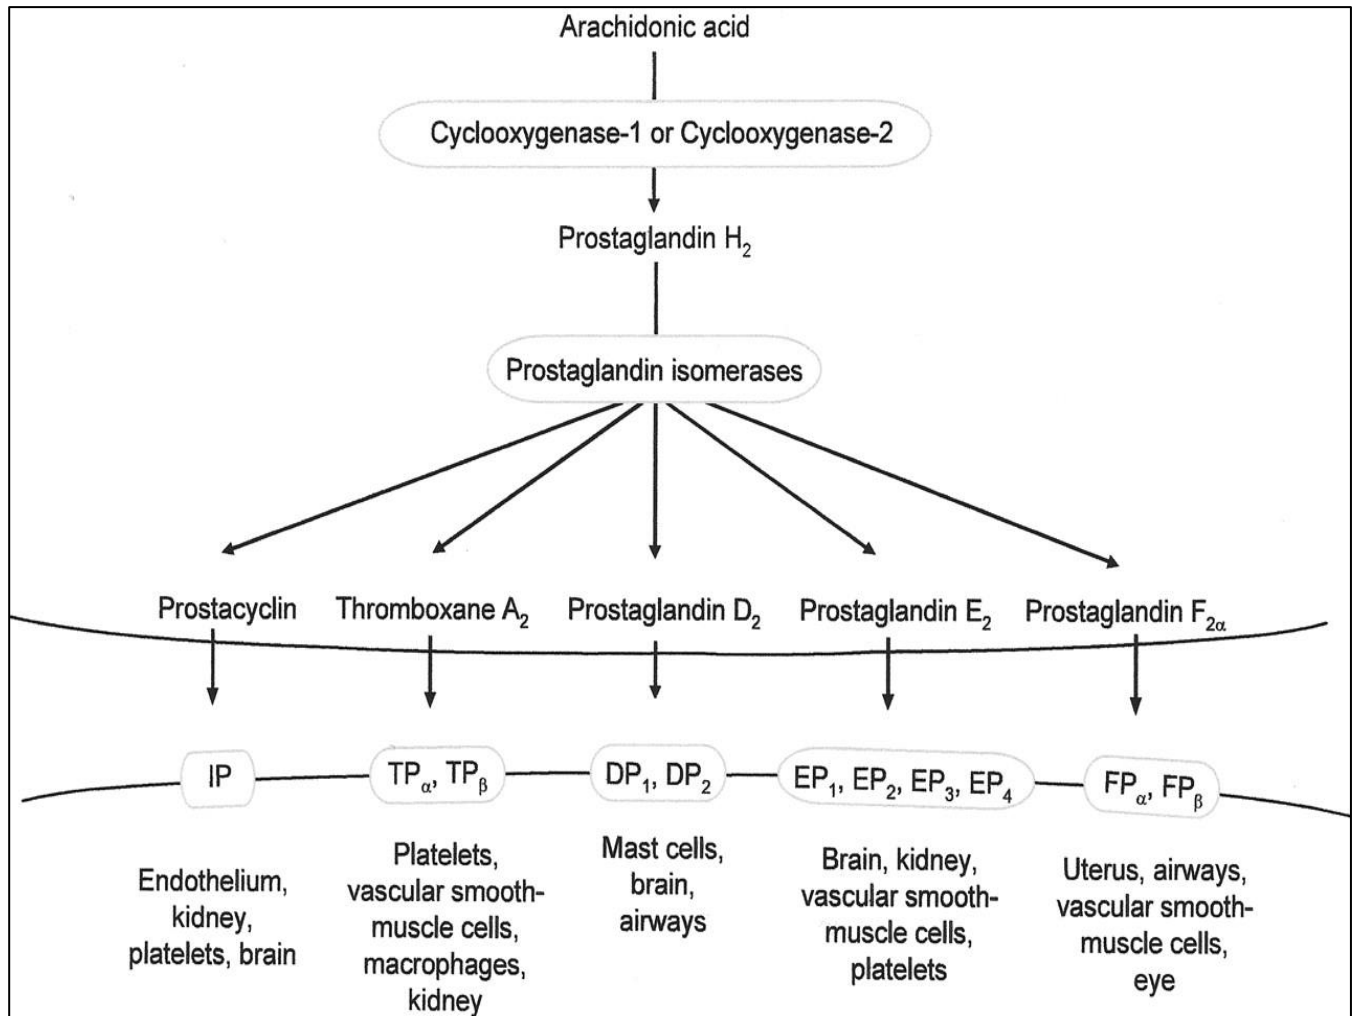 Arachidonic acid
Cyclooxygenase-1 or Cyclooxygenase-2
Prostaglandin H₂
Prostaglandin isomerases
Prostacyclin
Thromboxane A₂
Prostaglandin D₂
Prostaglandin E₂
Prostaglandin F₂α
IP
TPα, TPβ
DP₁, DP₂
EP₁, EP₂, EP₃, EP₄
FPα, FPβ
Endothelium,
kidney,
platelets, brain
Platelets,
vascular smooth-
muscle cells,
macrophages,
kidney
Mast cells,
brain,
airways
Brain, kidney,
vascular smooth-
muscle cells,
platelets
Uterus, airways,
vascular smooth-
muscle cells,
eye